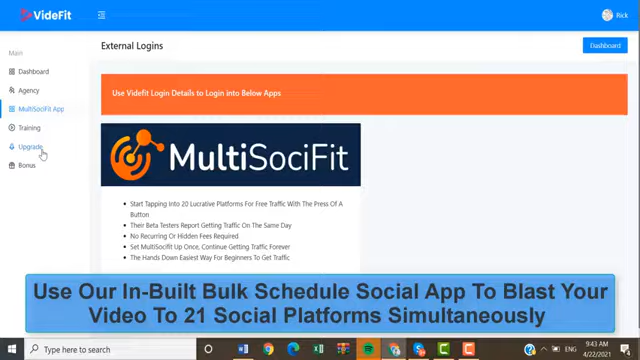 VideFit
Rick
External Logins
Dashboard
Main
Dashboard
Agency
MultiSociFit App
Training
Upgrade
Bonus
Use Videfit Login Details to Login into Below Apps
MultiSociFit
Start Tapping Into 20 Lucrative Platforms For Free Traffic With The Press Of A
Button
Their Beta Testers Report Getting Traffic On The Same Day
No Recurring Or Hidden Fees Required
Set MultiSocifit Up Once, Continue Getting Traffic Forever
The Hands Down Easiest Way For Beginners To Get Traffic
Use Our In-Built Bulk Schedule Social App To Blast Your
Video To 21 Social Platforms Simultaneously
Type here to search
ENG
9:43 AM
4/22/2021